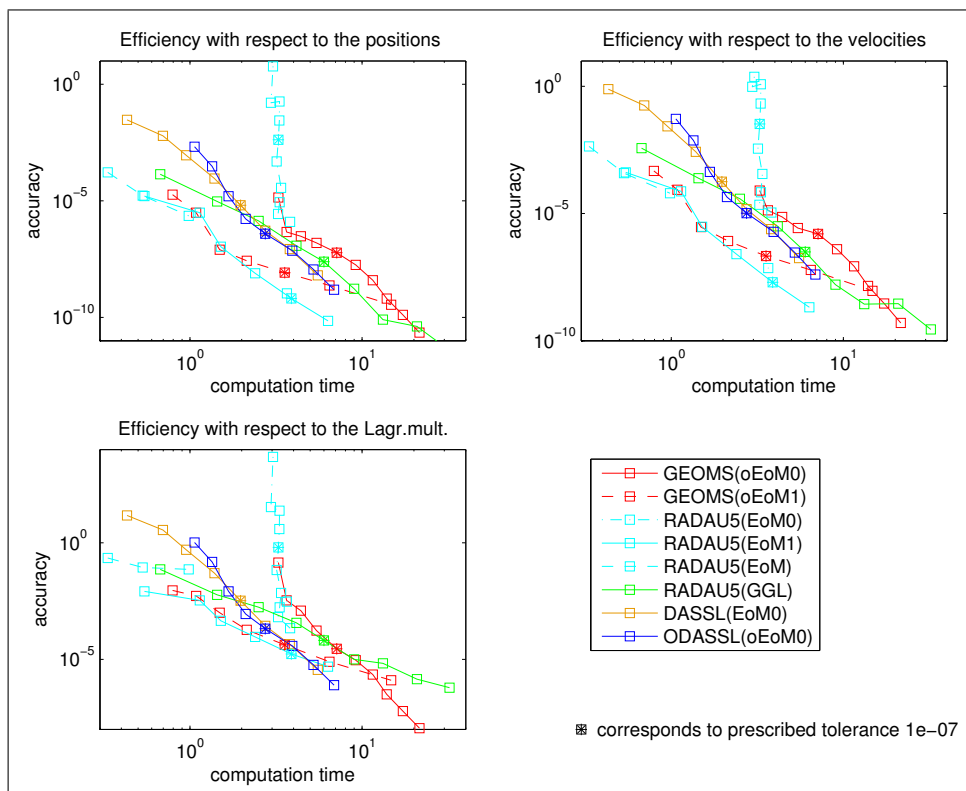 Efficiency with respect to the positions
10^0
10^-5
10^-10
accuracy
10^0
10^1
computation time
Efficiency with respect to the velocities
10^0
10^-5
10^-10
accuracy
10^0
10^1
computation time
Efficiency with respect to the Lagr.mult.
10^0
10^-5
accuracy
10^0
10^1
computation time
GEOMS(oEoM0)
GEOMS(oEoM1)
RADAU5(EoM0)
RADAU5(EoM1)
RADAU5(EoM)
RADAU5(GGL)
DASSL(EoM0)
ODASSL(oEoM0)
corresponds to prescribed tolerance 1e−07